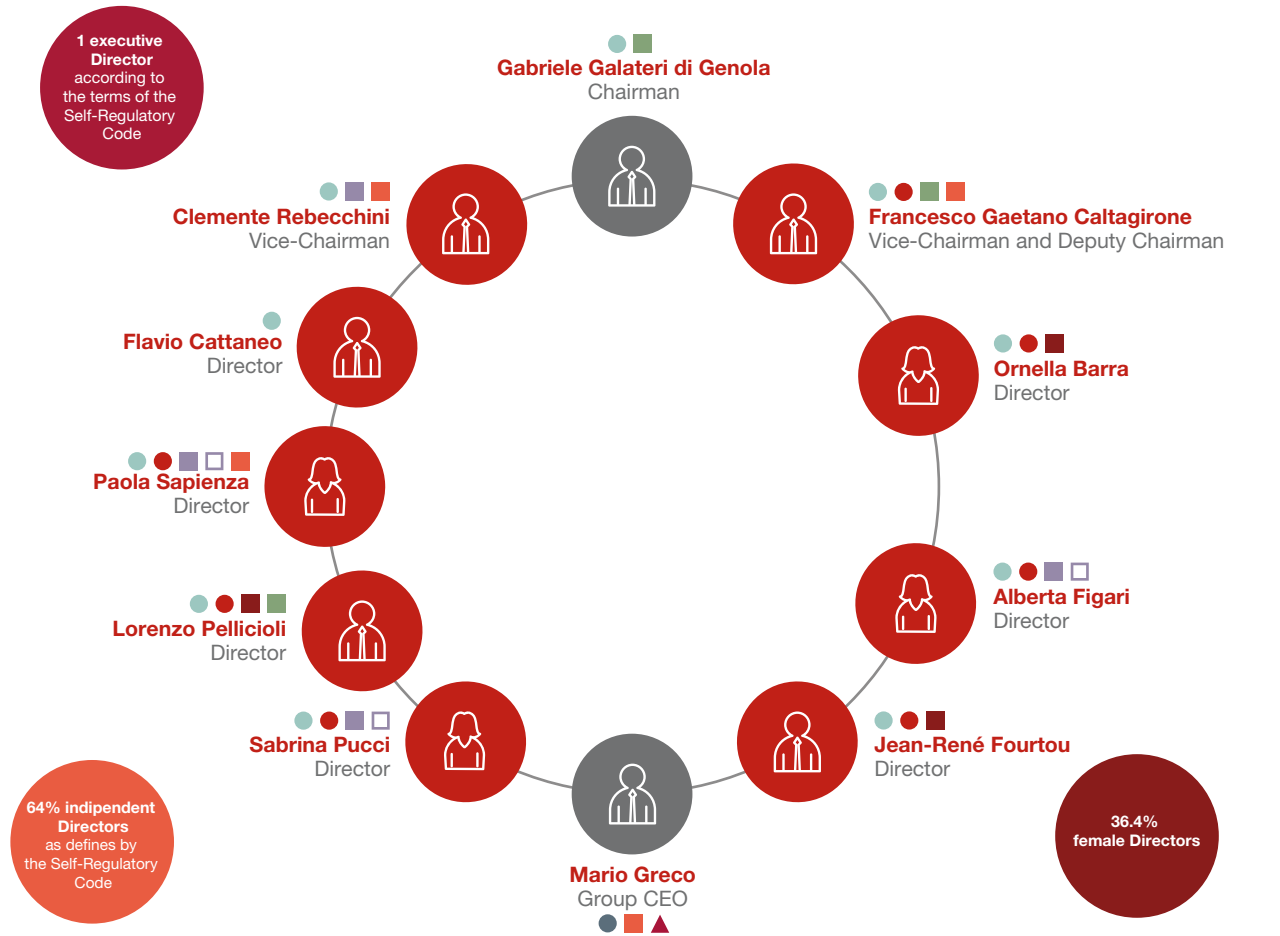 1 executive
Director
according to
the terms of the
Self-Regulatory
Code
Gabriele Galateri di Genola
Chairman
Clemente Rebecchini
Vice-Chairman
Francesco Gaetano Caltagirone
Vice-Chairman and Deputy Chairman
Flavio Cattaneo
Director
Ornella Barra
Director
Paola Sapienza
Director
Alberta Figari
Director
Lorenzo Pellicioli
Director
Sabrina Pucci
Director
Jean-René Fourtou
Director
64% indipendent
Directors
as defines by
the Self-Regulatory
Code
36.4%
female Directors
Mario Greco
Group CEO